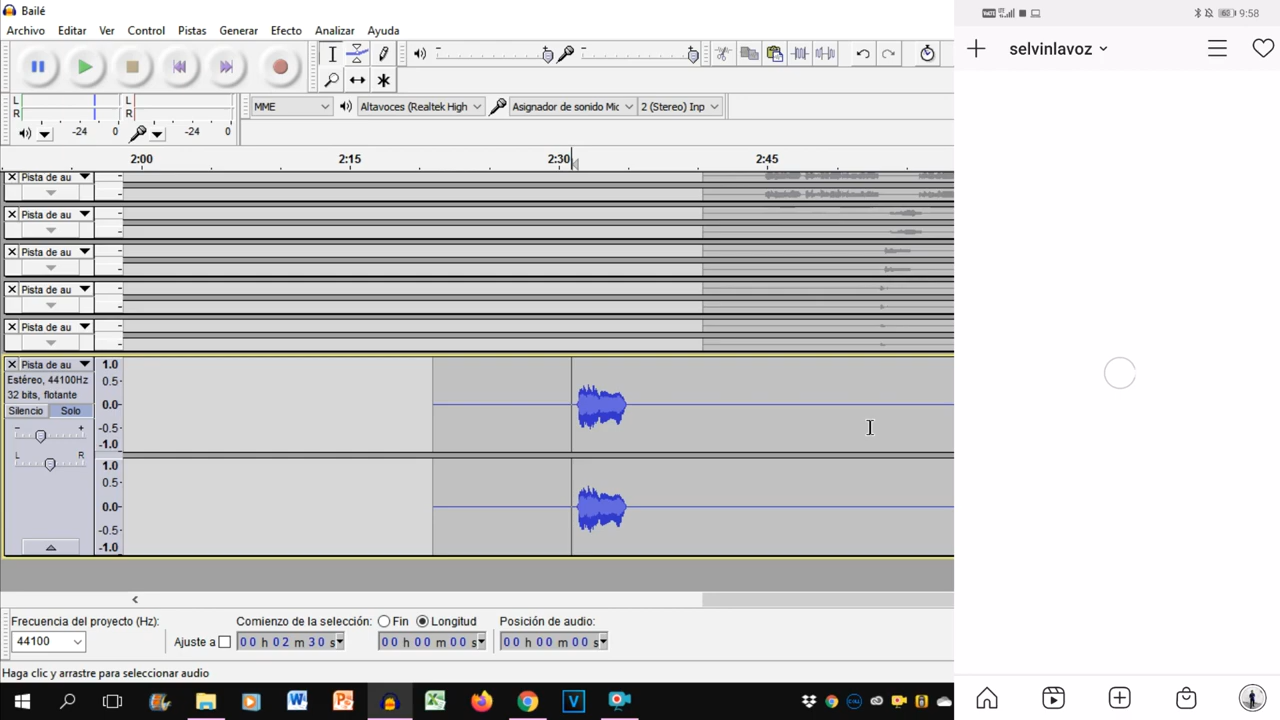 Bailé
Archivo Editar Ver Control Pistas Generar Efecto Analizar Ayuda
L R -24 0
L R -24 0
MME
Altavoces (Realtek High
Asignador de sonido Mic
2 (Stereo) Inp
2:00 2:15 2:30 2:45
Pista de au
Pista de au
Pista de au
Pista de au
Pista de au
Pista de au
Estéreo, 44100Hz
32 bits, flotante
Silencio Solo
- +
L R
1.0
0.5-
0.0-
-0.5-
-1.0
1.0
0.5-
0.0-
-0.5-
-1.0
Frecuencia del proyecto (Hz):
44100
Ajuste a
Comienzo de la selección:
00 h 02 m 30 s
Fin Longitud
00 h 00 m 00 s
Posición de audio:
00 h 00 m 00 s
Haga clic y arrastre para seleccionar audio
9:58
selvinlavoz